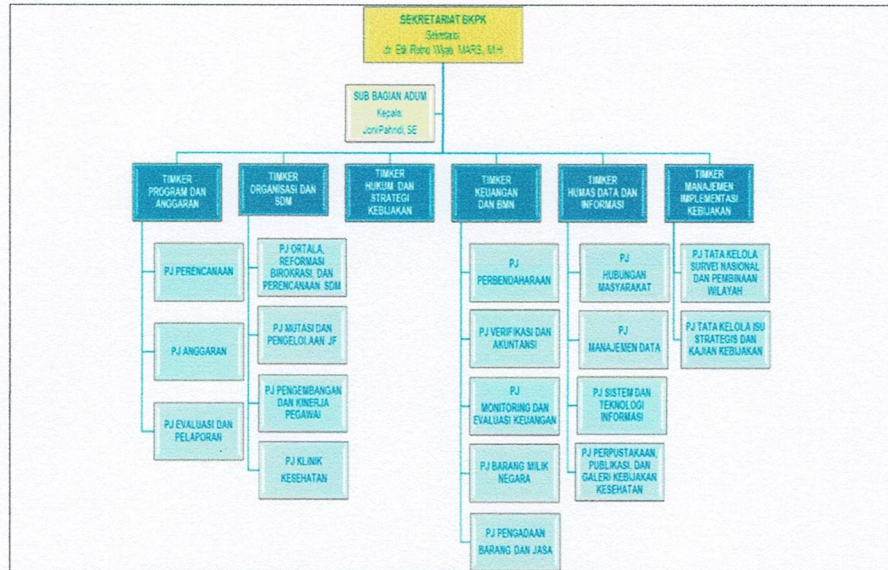 SEKRETARIAT BKPK
Sekretaris:
dr. Etik Retno Wiyati, MARS, M.H
SUB BAGIAN ADUM
Kepala:
Joni Pahridi, SE
TIMKER
PROGRAM DAN
ANGGARAN
TIMKER
ORGANISASI DAN
SDM
TIMKER
HUKUM DAN
STRATEGI
KEBIJAKAN
TIMKER
KEUANGAN
DAN BMN
TIMKER
HUMAS DATA DAN
INFORMASI
TIMKER
MANAJEMEN
IMPLEMENTASI
KEBIJAKAN
PJ PERENCANAAN
PJ ANGGARAN
PJ EVALUASI DAN
PELAPORAN
PJ ORTALA,
REFORMASI
BIROKRASI, DAN
PERENCANAAN SDM
PJ MUTASI DAN
PENGELOLAAN JF
PJ PENGEMBANGAN
DAN KINERJA
PEGAWAI
PJ KLINIK
KESEHATAN
PJ
PERBENDAHARAAN
PJ VERIFIKASI DAN
AKUNTANSI
PJ
MONITORING DAN
EVALUASI KEUANGAN
PJ BARANG MILIK
NEGARA
PJ PENGADAAN
BARANG DAN JASA
PJ
HUBUNGAN
MASYARAKAT
PJ
MANAJEMEN DATA
PJ SISTEM DAN
TEKNOLOGI
INFORMASI
PJ PERPUSTAKAAN,
PUBLIKASI, DAN
GALERI KEBIJAKAN
KESEHATAN
PJ TATA KELOLA
SURVEI NASIONAL
DAN PEMBINAAN
WILAYAH
PJ TATA KELOLA ISU
STRATEGIS DAN
KAJIAN KEBIJAKAN